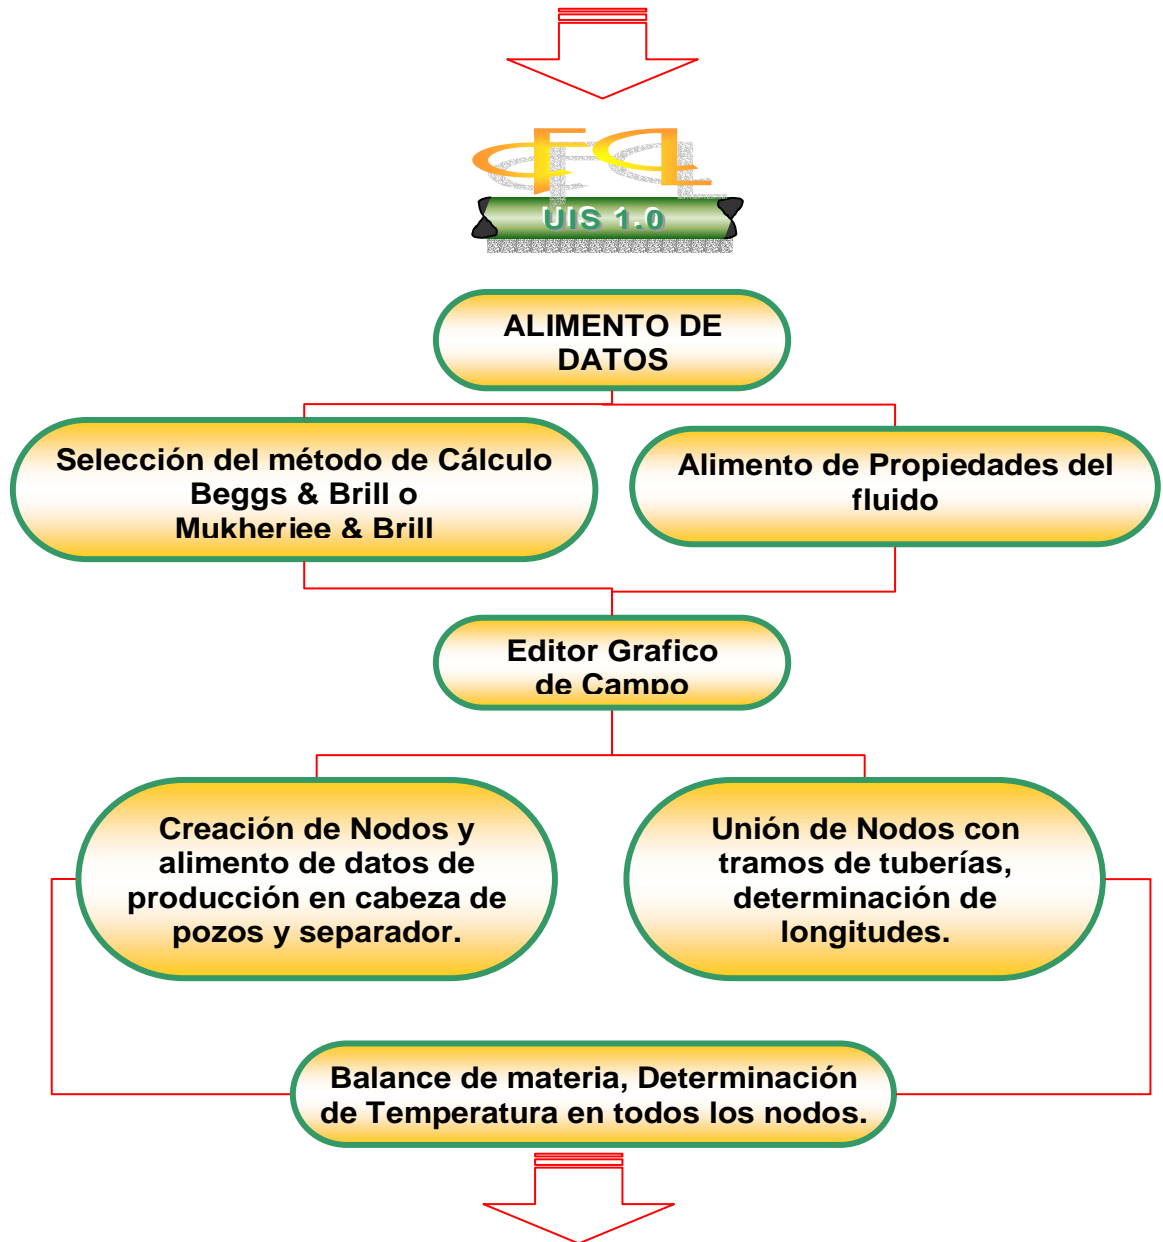 UIS 1.0
ALIMENTO DE
DATOS
Selección del método de Cálculo
Beggs & Brill o
Mukherjee & Brill
Alimento de Propiedades del
fluido
Editor Grafico
de Campo
Creación de Nodos y
alimento de datos de
producción en cabeza de
pozos y separador.
Unión de Nodos con
tramos de tuberías,
determinación de
longitudes.
Balance de materia, Determinación
de Temperatura en todos los nodos.